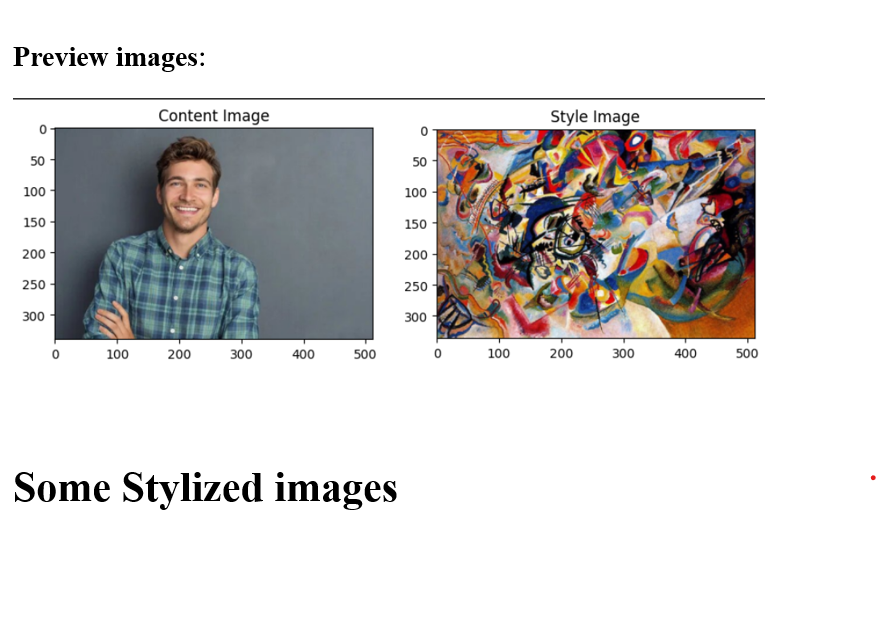 Preview images:
Content Image
0
50
100
150
200
250
300
0 100 200 300 400 500
Style Image
0
50
100
150
200
250
300
0 100 200 300 400 500
Some Stylized images